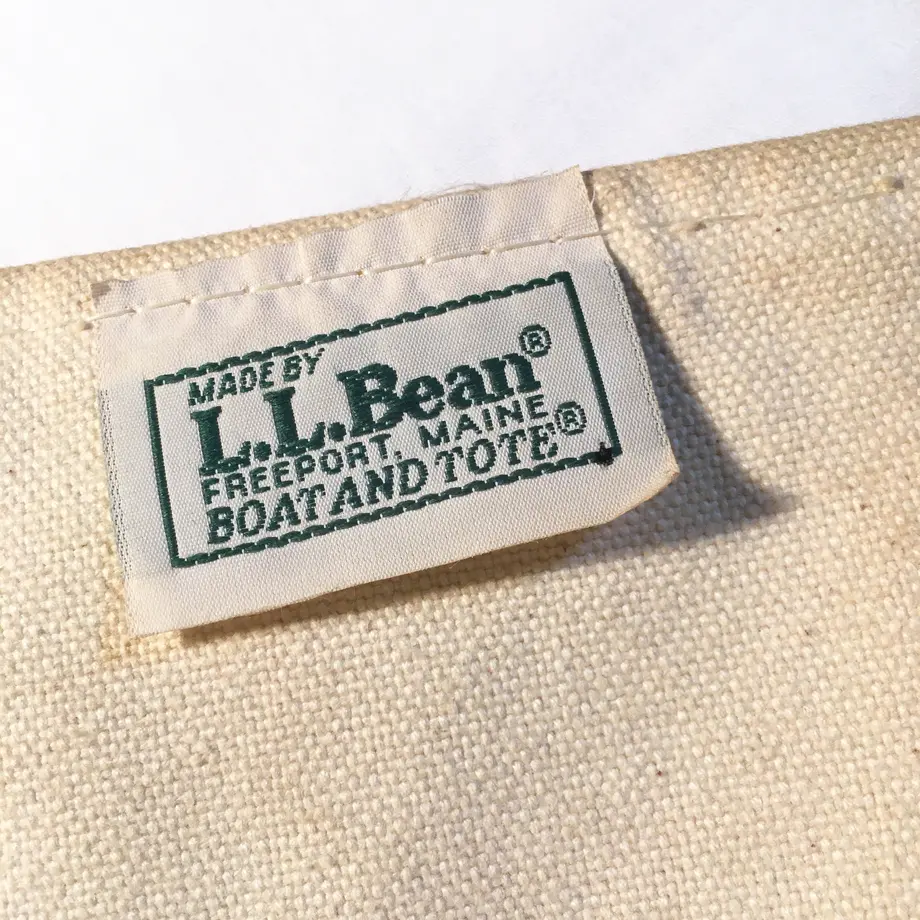 MADE BY
L.L.Bean®
FREEPORT, MAINE
BOAT AND TOTE®